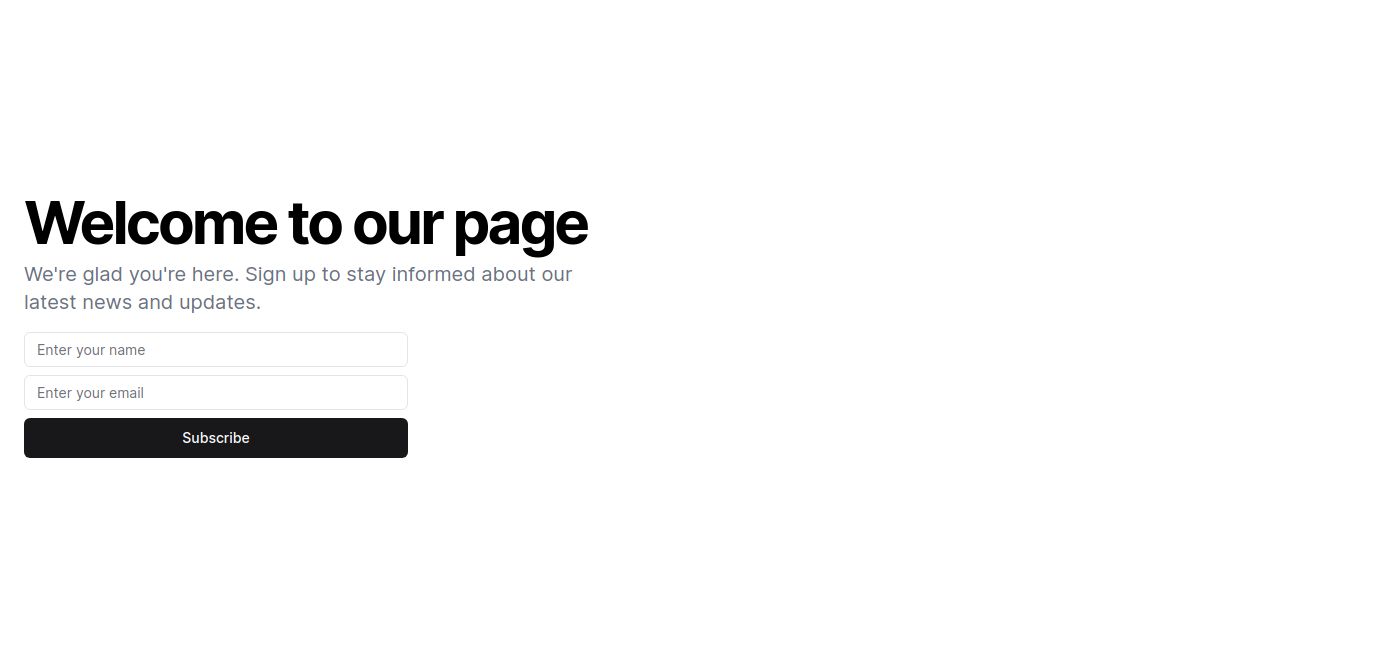 Welcome to our page
We're glad you're here. Sign up to stay informed about our
latest news and updates.
Enter your name
Enter your email
Subscribe